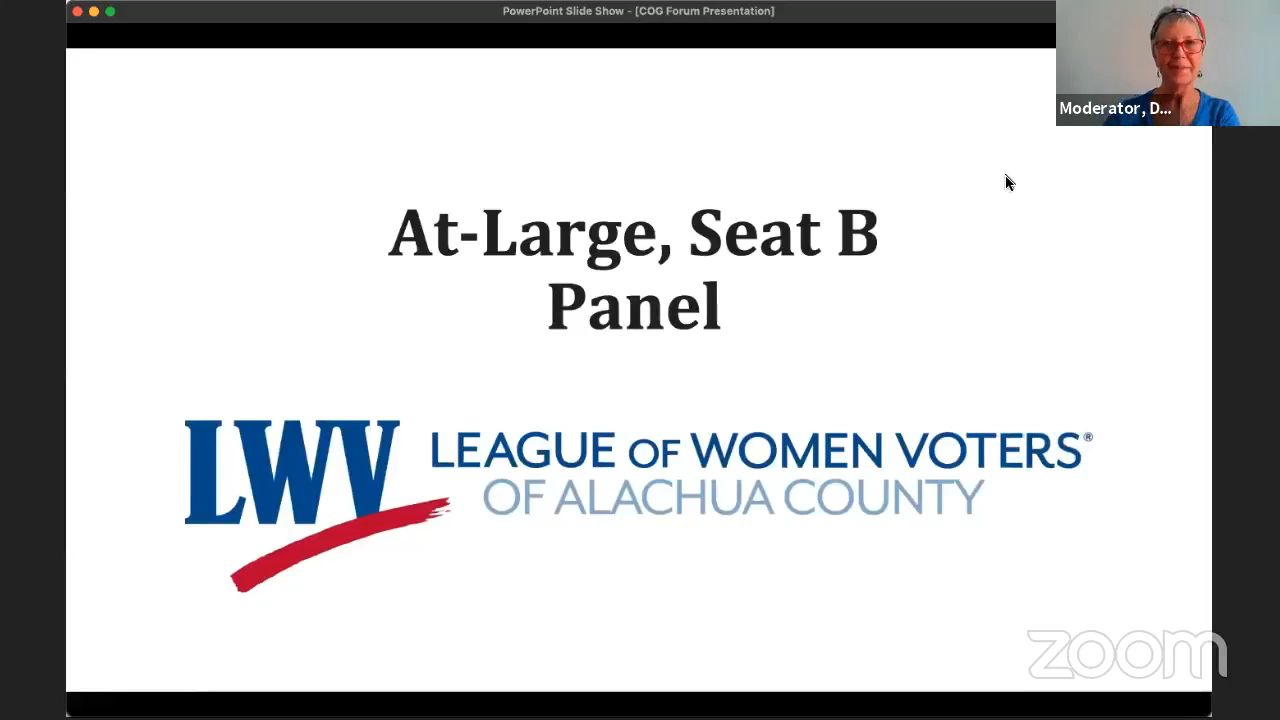 PowerPoint Slide Show - [COG Forum Presentation]
Moderator, D...
At-Large, Seat B
Panel
LWV
LEAGUE OF WOMEN VOTERS®
OF ALACHUA COUNTY
zoom